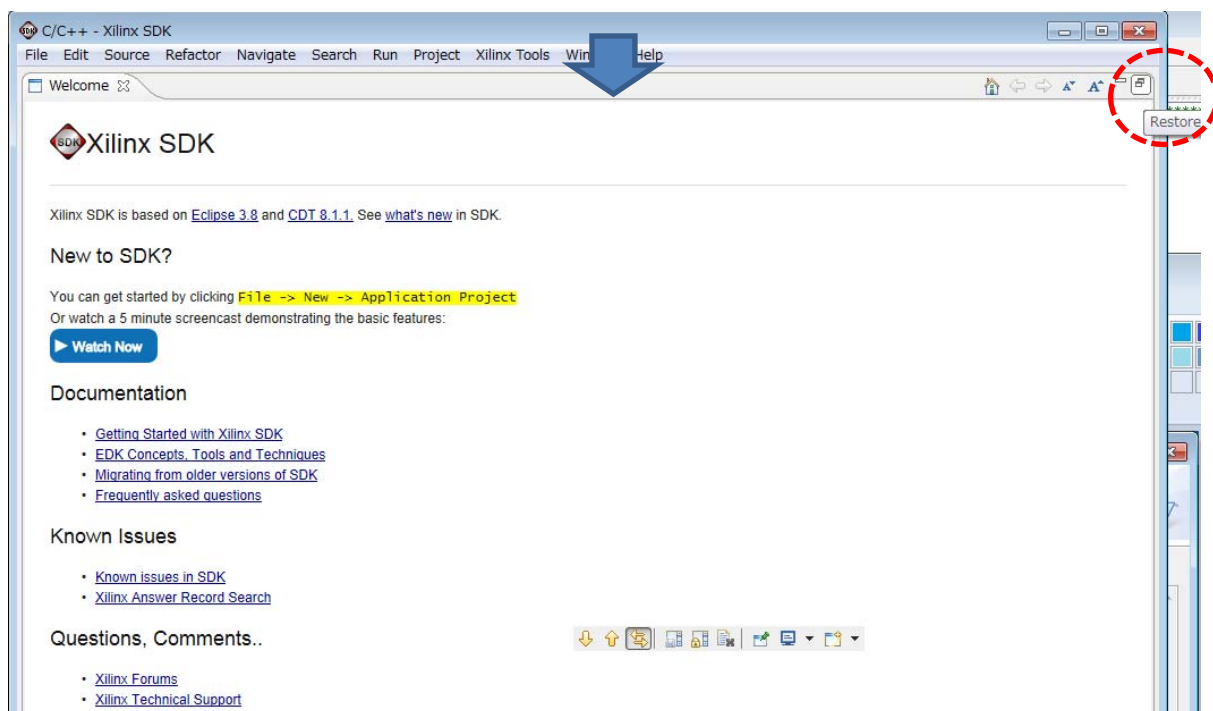 C/C++ - Xilinx SDK
File Edit Source Refactor Navigate Search Run Project Xilinx Tools Win Help
Welcome
Restore
SDK Xilinx SDK
Xilinx SDK is based on Eclipse 3.8 and CDT 8.1.1. See what's new in SDK.
New to SDK?
You can get started by clicking File -> New -> Application Project
Or watch a 5 minute screencast demonstrating the basic features:
Watch Now
Documentation
Getting Started with Xilinx SDK
EDK Concepts, Tools and Techniques
Migrating from older versions of SDK
Frequently asked questions
Known Issues
Known issues in SDK
Xilinx Answer Record Search
Questions, Comments..
Xilinx Forums
Xilinx Technical Support